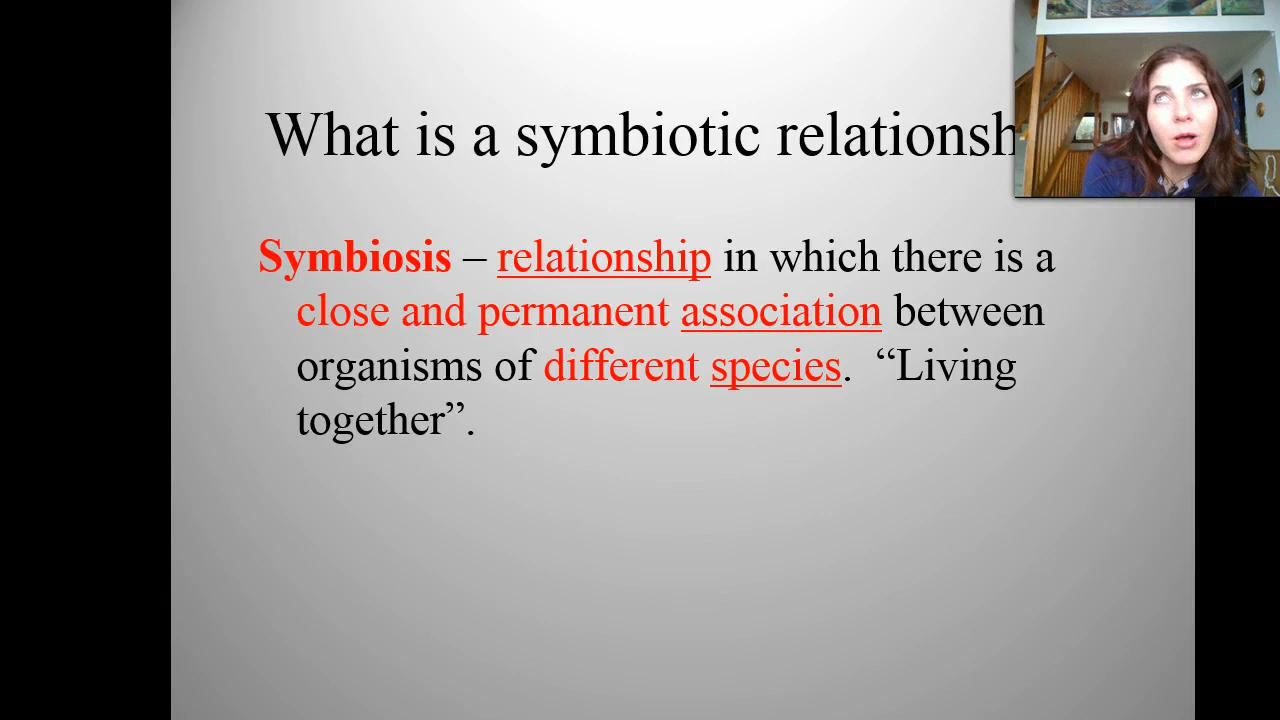 What is a symbiotic relationsh
Symbiosis – relationship in which there is a
close and permanent association between
organisms of different species.  “Living
together”.